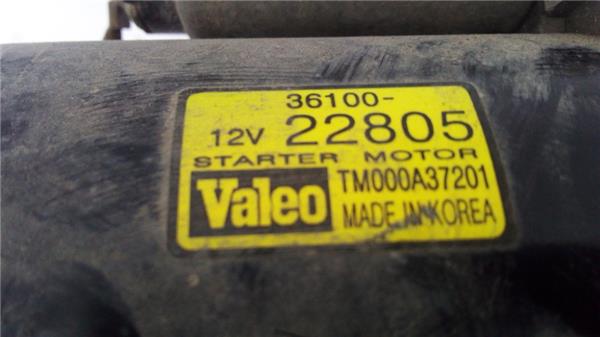 36100-
12V 22805
STARTER MOTOR
Valeo TM000A37201
MADE IN KOREA